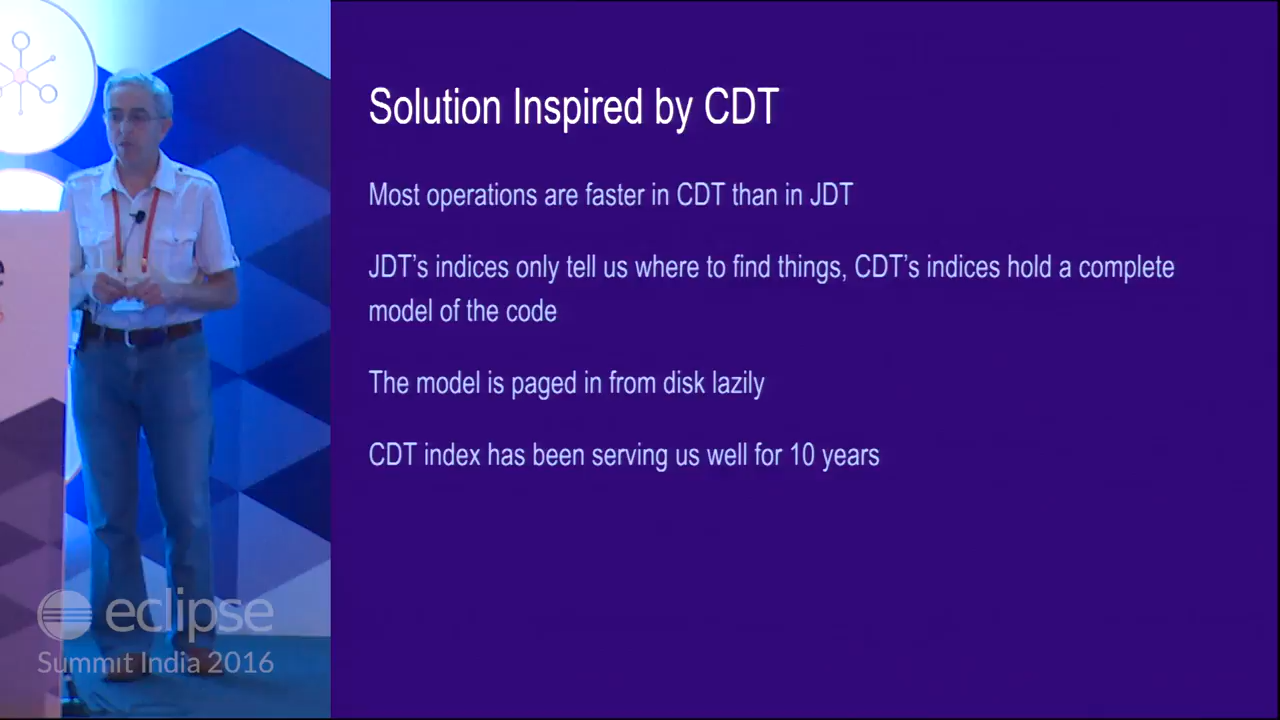 Solution Inspired by CDT
Most operations are faster in CDT than in JDT
JDT's indices only tell us where to find things, CDT's indices hold a complete
model of the code
The model is paged in from disk lazily
CDT index has been serving us well for 10 years
eclipse
Summit India 2016